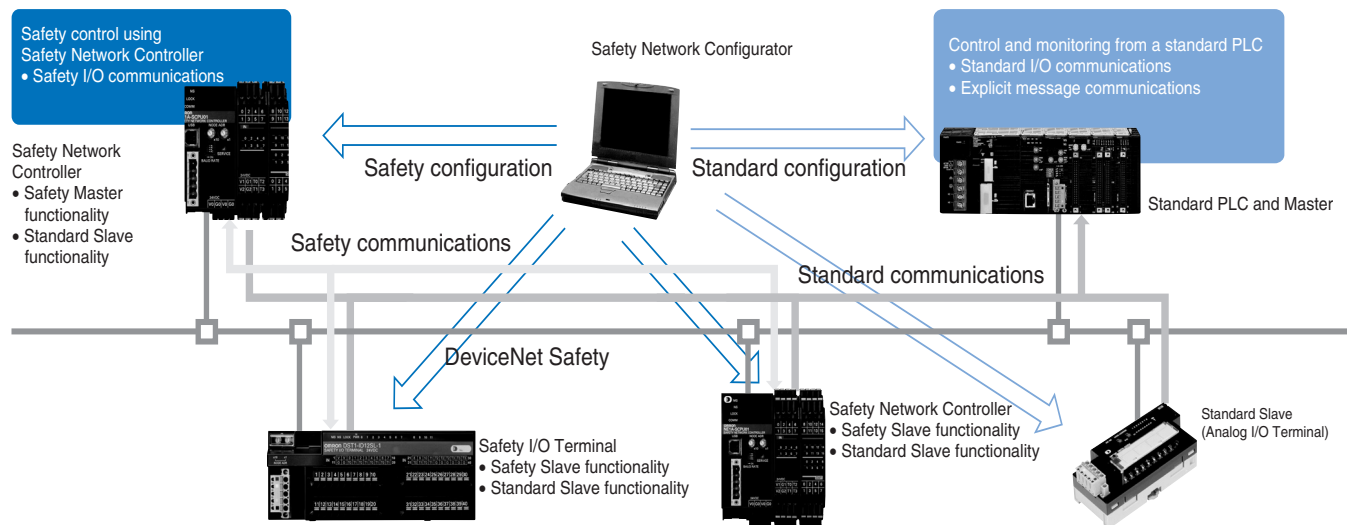 Safety control using
Safety Network Controller
• Safety I/O communications
Safety Network Configurator
Control and monitoring from a standard PLC
• Standard I/O communications
• Explicit message communications
Safety Network
Controller
• Safety Master
functionality
• Standard Slave
functionality
Safety configuration
Standard configuration
Standard PLC and Master
Safety communications
Standard communications
DeviceNet Safety
Safety I/O Terminal
• Safety Slave functionality
• Standard Slave functionality
Safety Network Controller
• Safety Slave functionality
• Standard Slave functionality
Standard Slave
(Analog I/O Terminal)